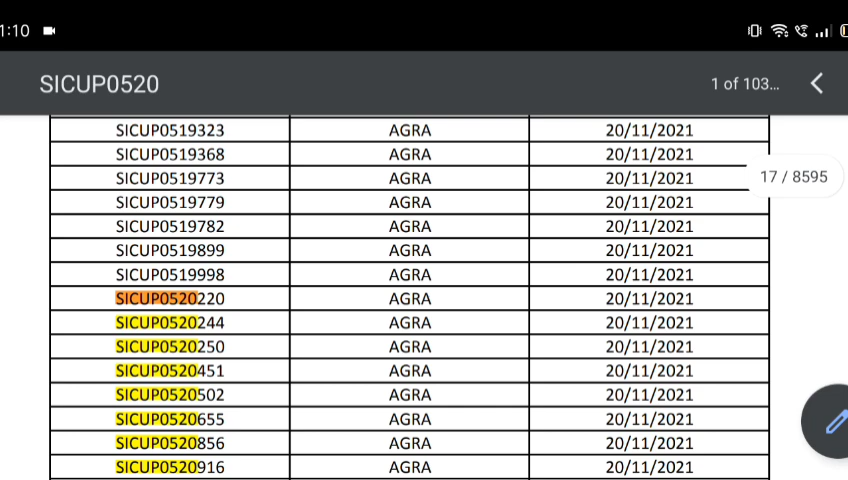 1:10
SICUP0520 1 of 103...
SICUP0519323 AGRA 20/11/2021
SICUP0519368 AGRA 20/11/2021
SICUP0519773 AGRA 20/11/2021
17 / 8595
SICUP0519779 AGRA 20/11/2021
SICUP0519782 AGRA 20/11/2021
SICUP0519899 AGRA 20/11/2021
SICUP0519998 AGRA 20/11/2021
SICUP0520220 AGRA 20/11/2021
SICUP0520244 AGRA 20/11/2021
SICUP0520250 AGRA 20/11/2021
SICUP0520451 AGRA 20/11/2021
SICUP0520502 AGRA 20/11/2021
SICUP0520655 AGRA 20/11/2021
SICUP0520856 AGRA 20/11/2021
SICUP0520916 AGRA 20/11/2021